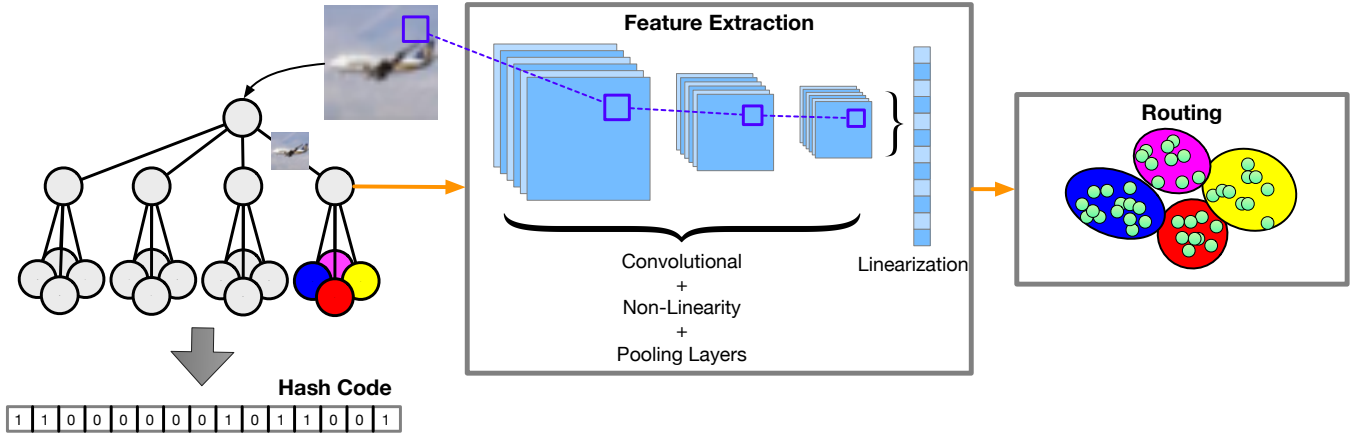 Feature Extraction
Routing
Convolutional
+
Non-Linearity
+
Pooling Layers
Linearization
Hash Code
1 1 0 0 0 0 0 0 1 0 1 1 0 0 1